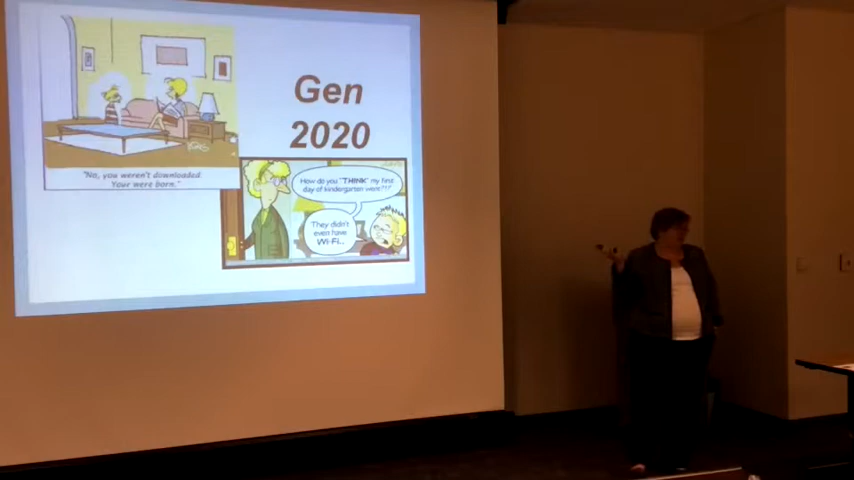 Gen
2020
"No, you weren't downloaded
Your were born."
How do you "THINK" my first
day of kindergarten went?!?
They didn't
even have
Wi-Fi..